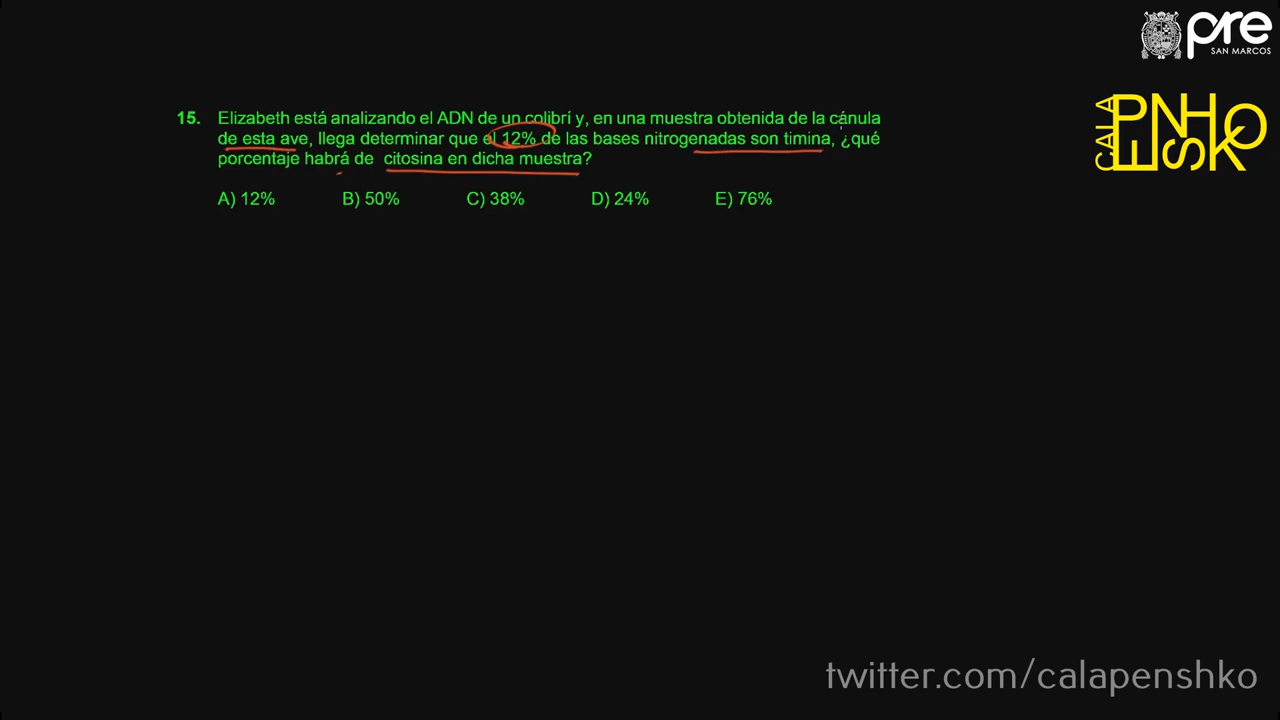 pre
SAN MARCOS
CALA
PENSHKO
15. Elizabeth está analizando el ADN de un colibrí y, en una muestra obtenida de la cánula
de esta ave, llega determinar que el 12% de las bases nitrogenadas son timina, ¿qué
porcentaje habrá de citosina en dicha muestra?
A) 12% B) 50% C) 38% D) 24% E) 76%
twitter.com/calapenshko